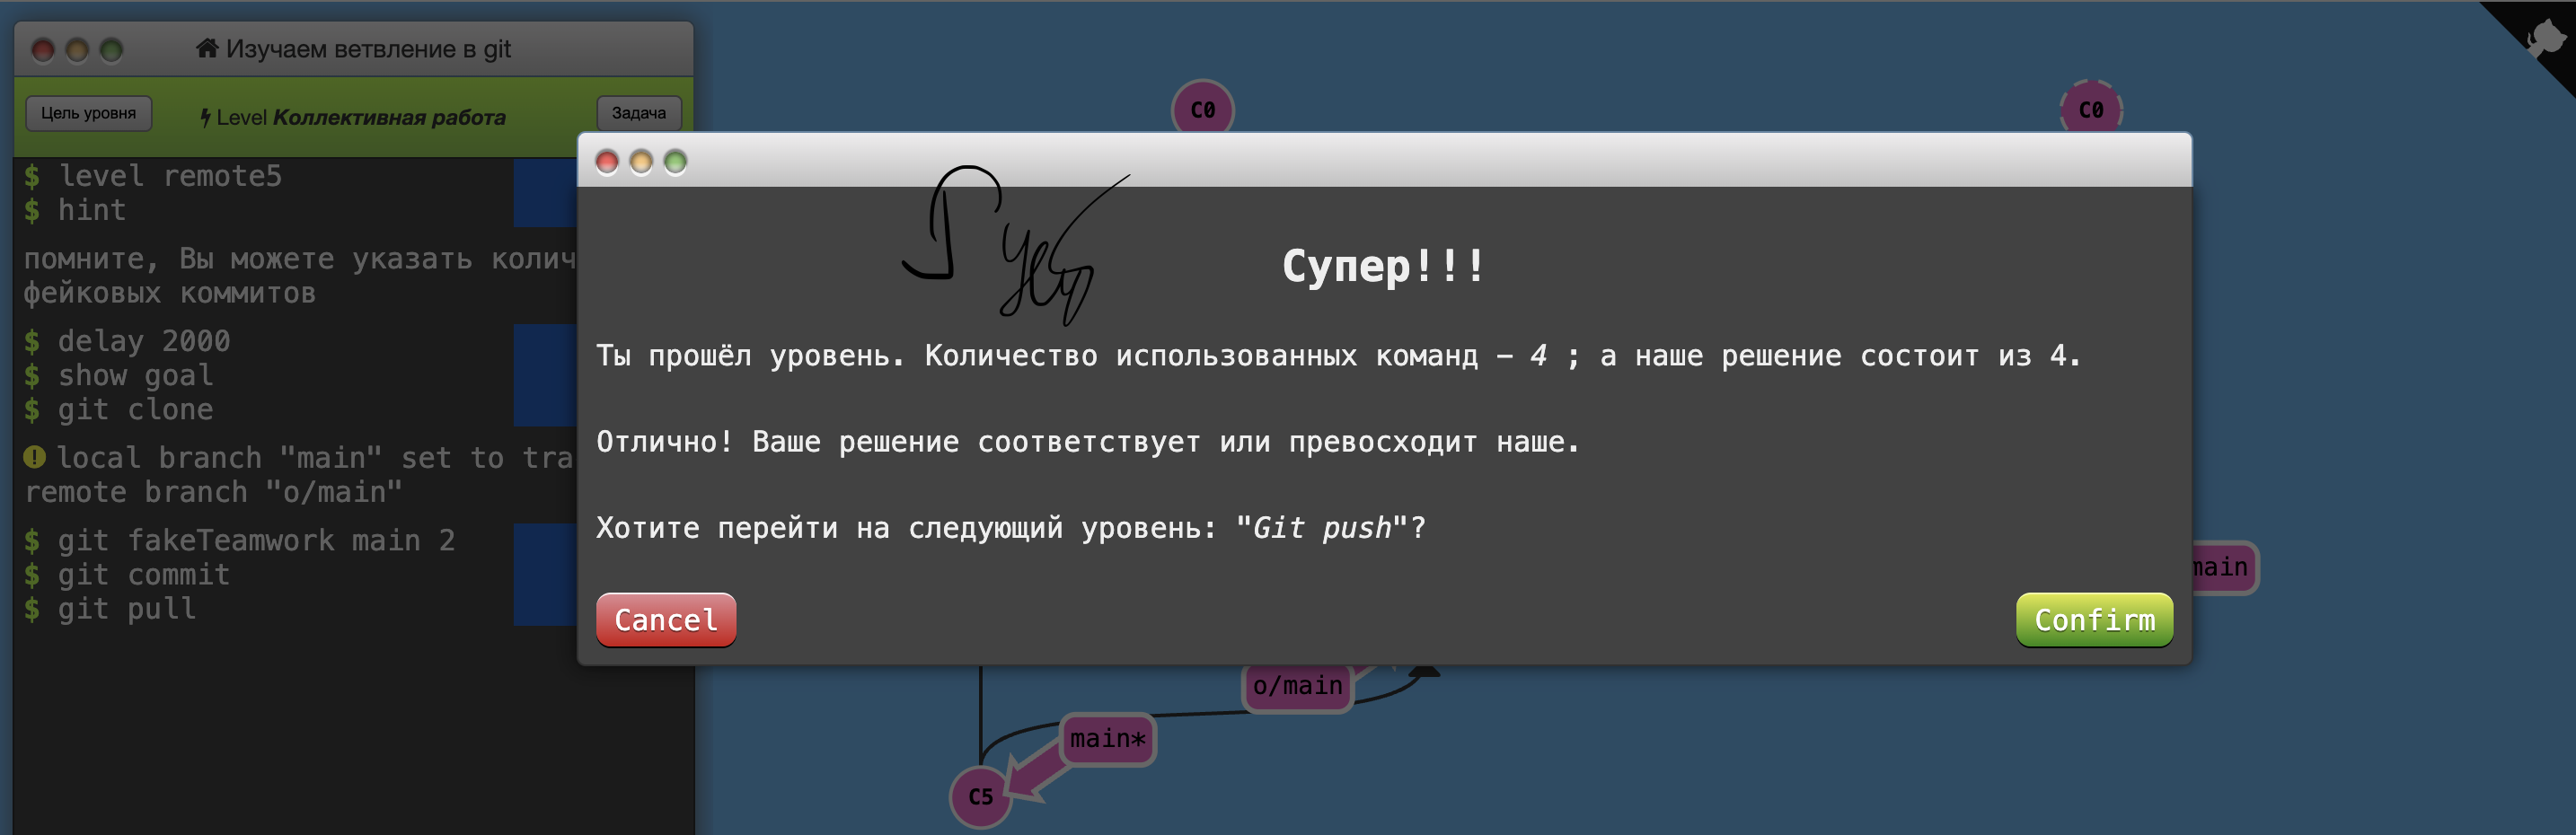 Изучаем ветвление в git
Цель уровня
Level Коллективная работа
Задача
$ level remote5
$ hint
помните, Вы можете указать колич
фейковых коммитов
$ delay 2000
$ show goal
$ git clone
local branch "main" set to tra
remote branch "o/main"
$ git fakeTeamwork main 2
$ git commit
$ git pull
C0
C0
Супер!!!
Ты прошёл уровень. Количество использованных команд - 4 ; а наше решение состоит из 4.
Отлично! Ваше решение соответствует или превосходит наше.
Хотите перейти на следующий уровень: "Git push"?
Cancel
Confirm
main
o/main
main*
C5